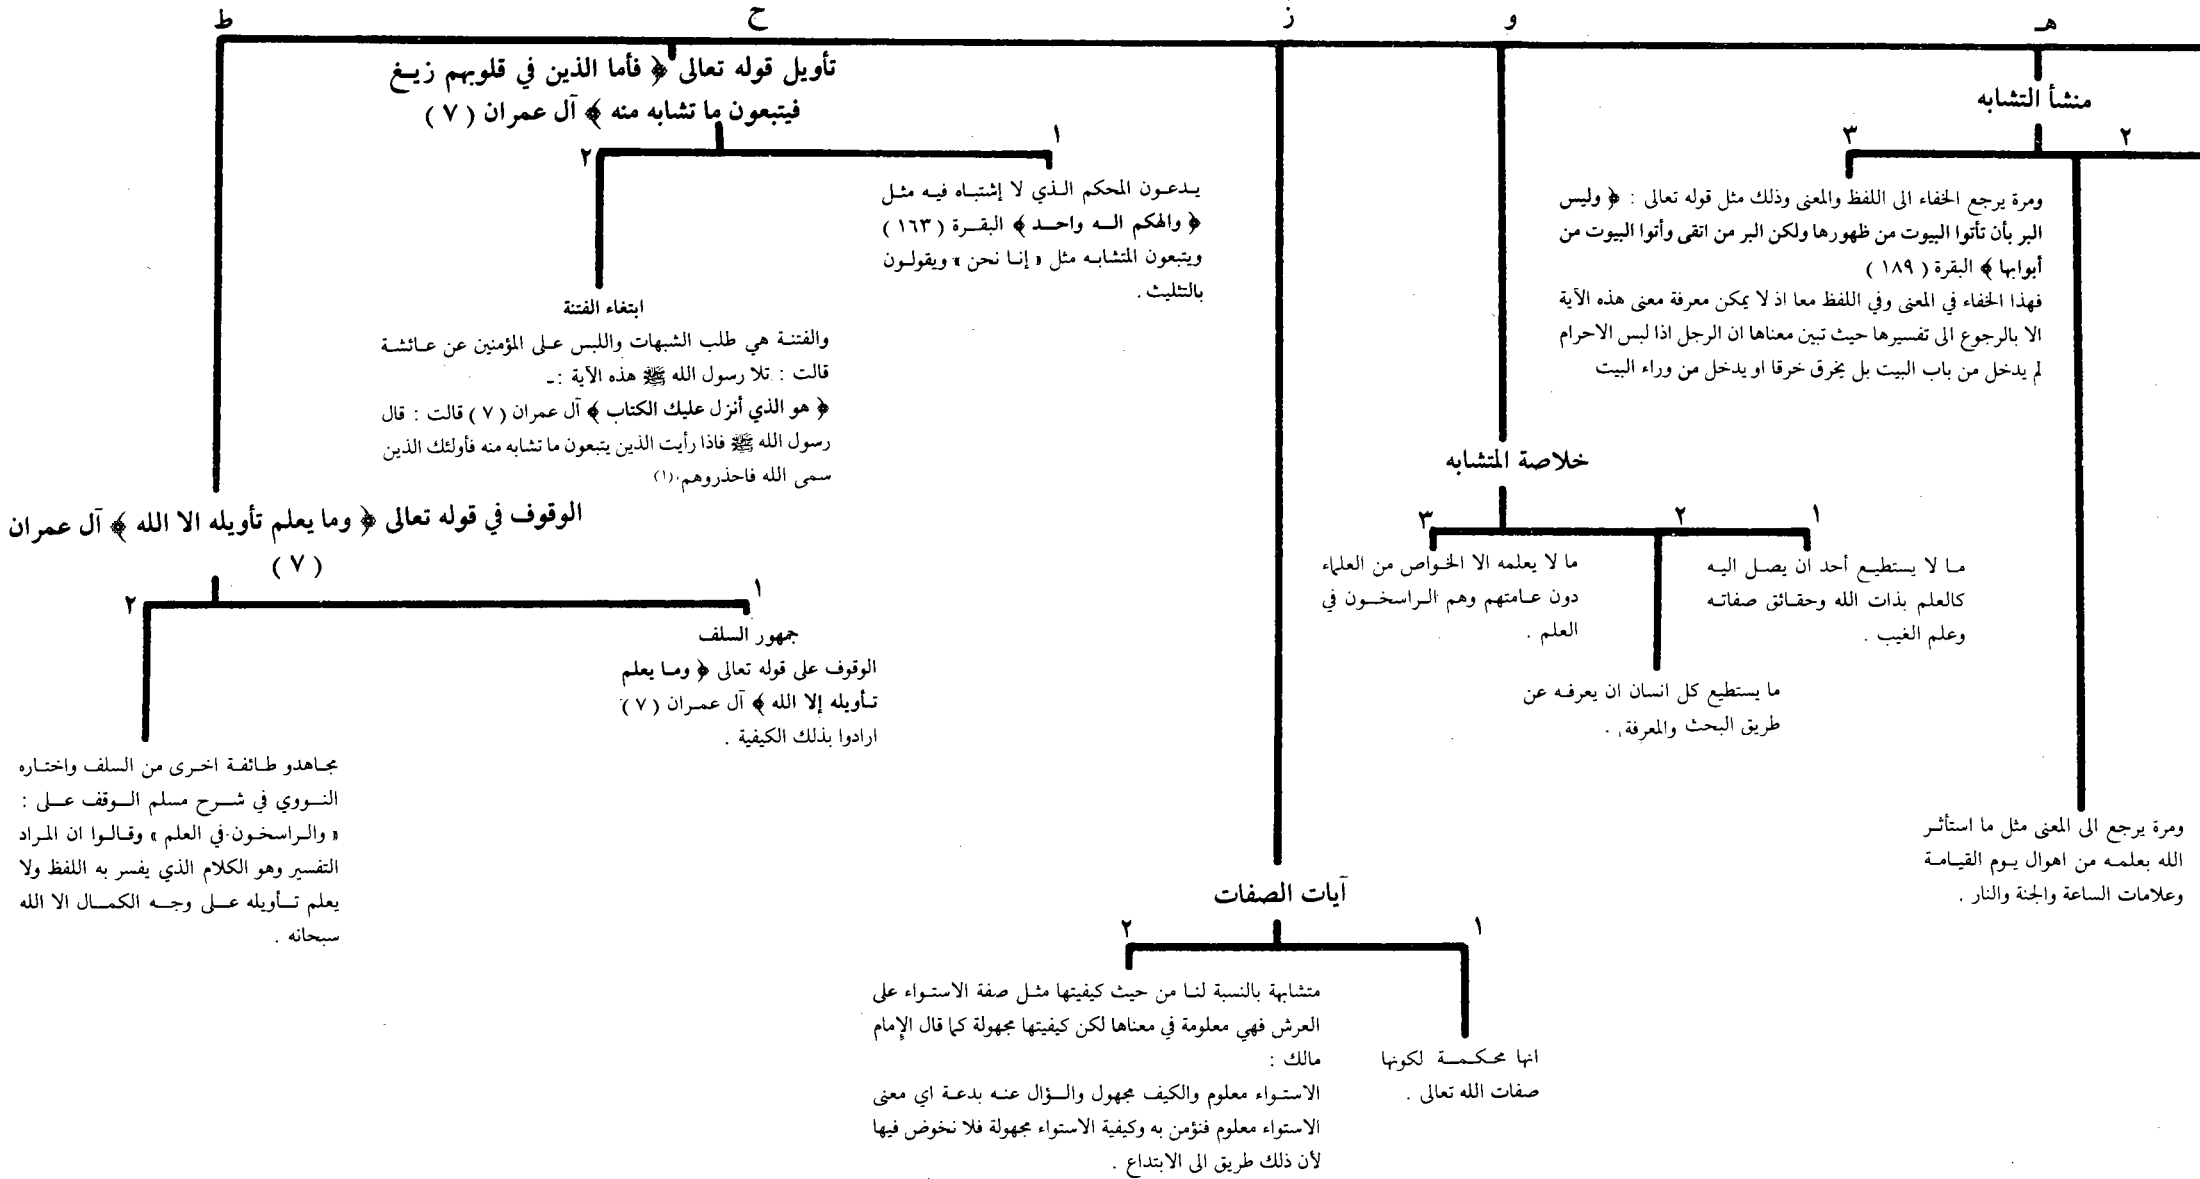 هـ
و
ز
ح
ط
منشأ التشابه
٢
٣
ومرة يرجع الخفاء الى اللفظ والمعنى وذلك مثل قوله تعالى : ﴿ وليس
البر بأن تأتوا البيوت من ظهورها ولكن البر من اتقى وأتوا البيوت من
أبوابها ﴾ البقرة ( ١٨٩ )
فهذا الخفاء في المعنى وفي اللفظ معا اذ لا يمكن معرفة معنى هذه الآية
الا بالرجوع الى تفسيرها حيث تبين معناها ان الرجل اذا لبس الاحرام
لم يدخل من باب البيت بل يخرق خرقا او يدخل من وراء البيت
ومرة يرجع الى المعنى مثل ما استأثر
الله بعلمه من اهوال يوم القيامة
وعلامات الساعة والجنة والنار .
خلاصة المتشابه
١
٢
٣
ما لا يستطيع أحد ان يصل اليه
كالعلم بذات الله وحقائق صفاته
وعلم الغيب .
ما يستطيع كل انسان ان يعرفه عن
طريق البحث والمعرفة .
ما لا يعلمه الا الخواص من العلماء
دون عامتهم وهم الراسخون في
العلم .
آيات الصفات
١
٢
انها محكمة لكونها
صفات الله تعالى .
متشابهة بالنسبة لنا من حيث كيفيتها مثل صفة الاستواء على
العرش فهي معلومة في معناها لكن كيفيتها مجهولة كما قال الإمام
مالك :
الاستواء معلوم والكيف مجهول والسؤال عنه بدعة اي معنى
الاستواء معلوم فنؤمن به وكيفية الاستواء مجهولة فلا نخوض فيها
لأن ذلك طريق الى الابتداع .
تأويل قوله تعالى ﴿ فأما الذين في قلوبهم زيغ
فيتبعون ما تشابه منه ﴾ آل عمران ( ٧ )
١
٢
يدعون المحكم الذي لا إشتباه فيه مثل
﴿ والهكم اله واحد ﴾ البقرة ( ١٦٣ )
ويتبعون المتشابه مثل « إنا نحن » ويقولون
بالتثليث .
ابتغاء الفتنة
والفتنة هي طلب الشبهات واللبس على المؤمنين عن عائشة
قالت : تلا رسول الله ﷺ هذه الآية :ـ
﴿ هو الذي أنزل عليك الكتاب ﴾ آل عمران ( ٧ ) قالت : قال
رسول الله ﷺ فاذا رأيت الذين يتبعون ما تشابه منه فأولئك الذين
سمى الله فاحذروهم.(١)
الوقوف في قوله تعالى ﴿ وما يعلم تأويله الا الله ﴾ آل عمران
( ٧ )
١
٢
جمهور السلف
الوقوف على قوله تعالى ﴿ وما يعلم
تأويله إلا الله ﴾ آل عمران ( ٧ )
ارادوا بذلك الكيفية .
مجاهدو طائفة اخرى من السلف واختاره
النووي في شرح مسلم الوقف على :
« والراسخون في العلم » وقالوا ان المراد
التفسير وهو الكلام الذي يفسر به اللفظ ولا
يعلم تأويله على وجه الكمال الا الله
سبحانه .